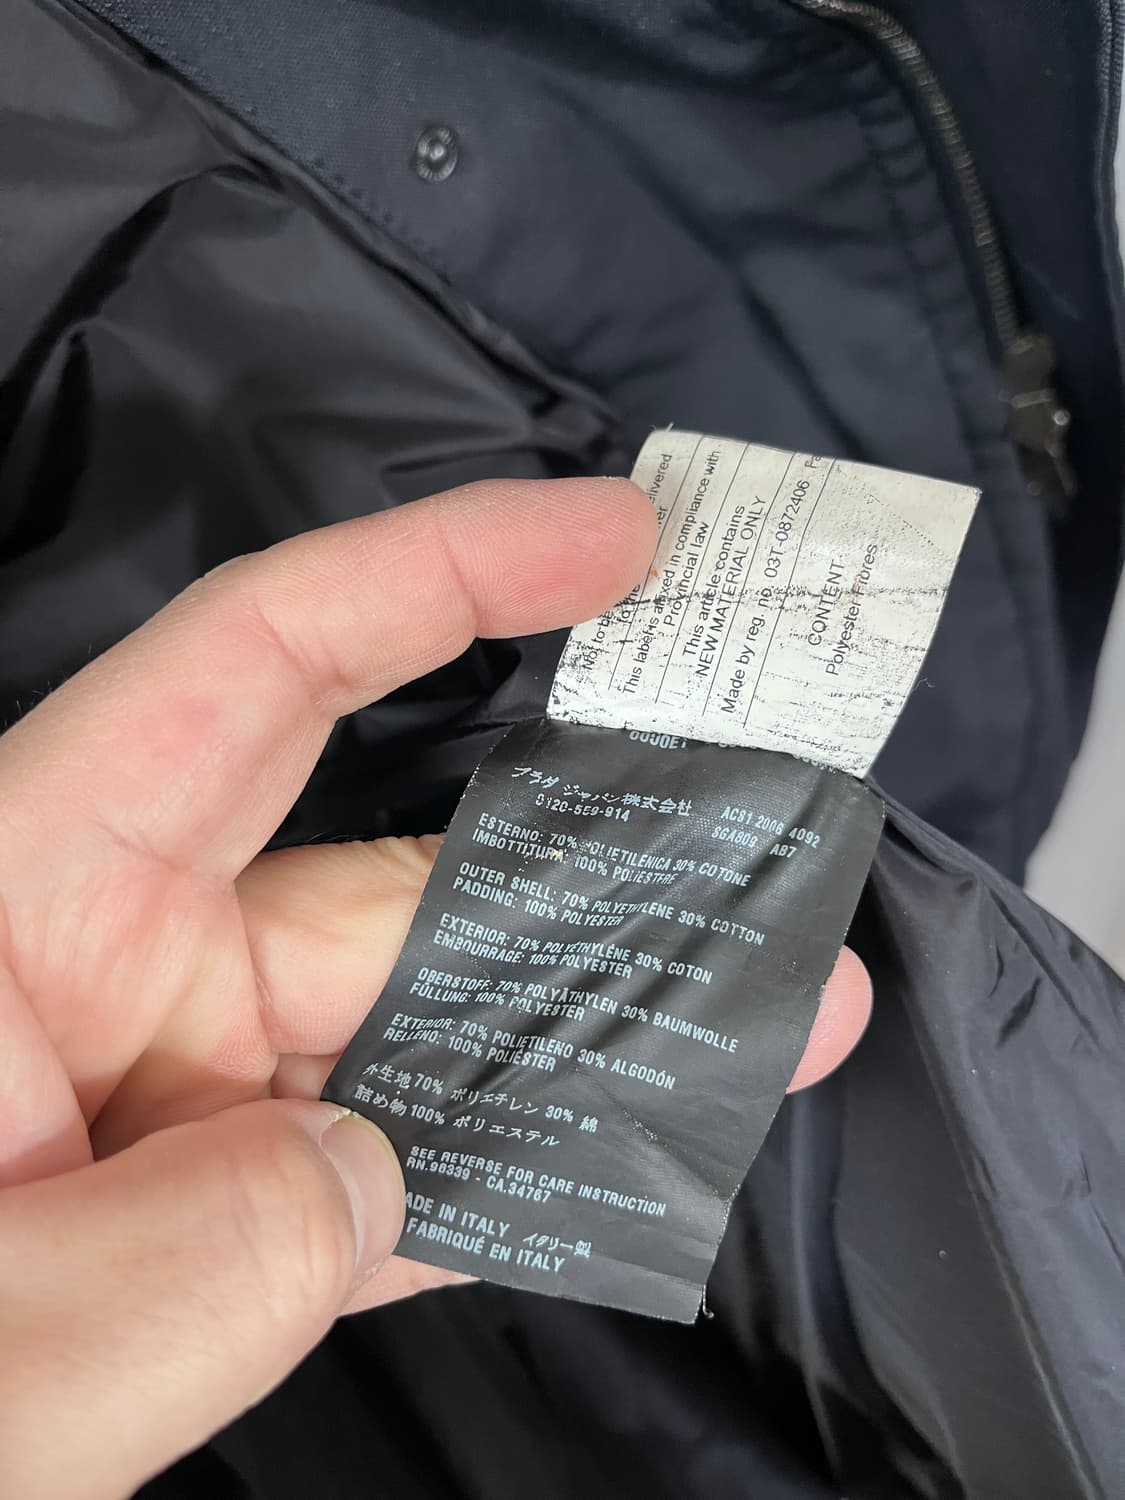 This label is affixed in compliance with
Provincial law
This article contains
NEW MATERIAL ONLY
Made by reg. no. 03T-0872406
CONTENT
Polyester Fibres
プラダ ジャパン株式会社
0120-559-914
ACS1 2006 4092
SGA809 AB7
ESTERNO: 70% POLIETILENICA 30% COTONE
IMBOTTITURA: 100% POLIESTERE
OUTER SHELL: 70% POLYETHYLENE 30% COTTON
PADDING: 100% POLYESTER
EXTERIOR: 70% POLYÉTHYLÈNE 30% COTON
EMBOURRAGE: 100% POLYESTER
OBERSTOFF: 70% POLYÄTHYLEN 30% BAUMWOLLE
FÜLLUNG: 100% POLYESTER
EXTERIOR: 70% POLIETILENO 30% ALGODÓN
RELLENO: 100% POLIÉSTER
外生地 70% ポリエチレン 30% 綿
詰め物 100% ポリエステル
SEE REVERSE FOR CARE INSTRUCTION
RN.98339 - CA.34767
ADE IN ITALY イタリー製
FABRIQUÉ EN ITALY